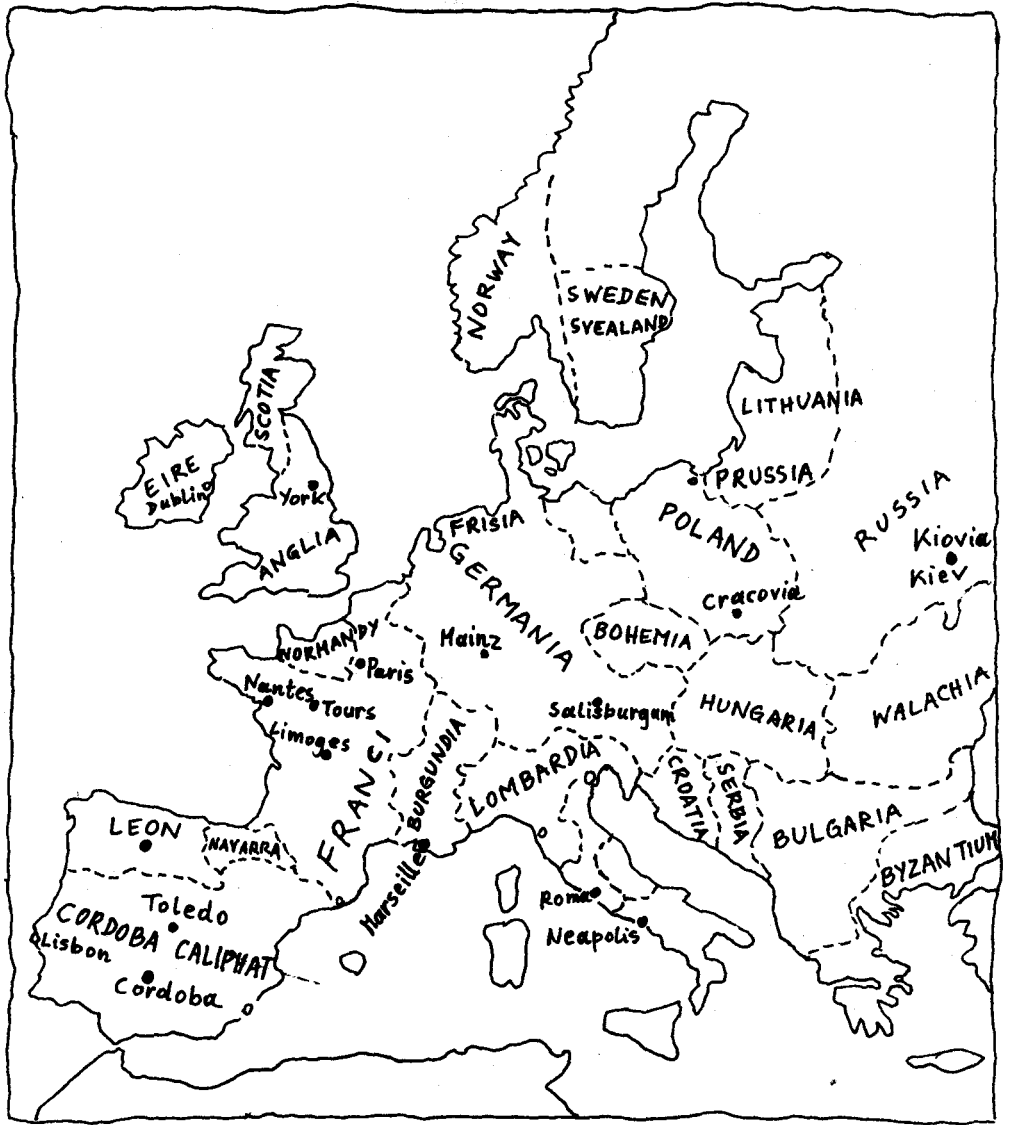 NORWAY
SWEDEN
SVEALAND
SCOTIA
LITHUANIA
EIRE
Dublin
York
PRUSSIA
FRISIA
ANGLIA
POLAND
RUSSIA
Kiovia
Kiev
GERMANIA
Cracovia
NORMANDY
Mainz
BOHEMIA
Paris
Nantes
Tours
Salisburgum
HUNGARIA
WALACHIA
Limoges
FRANCI
BURGUNDIA
LOMBARDIA
CROATIA
SERBIA
BULGARIA
LEON
NAVARRA
BYZANTIUM
Marseille
Roma
Toledo
CORDOBA CALIPHAT
Neapolis
Lisbon
Cordoba